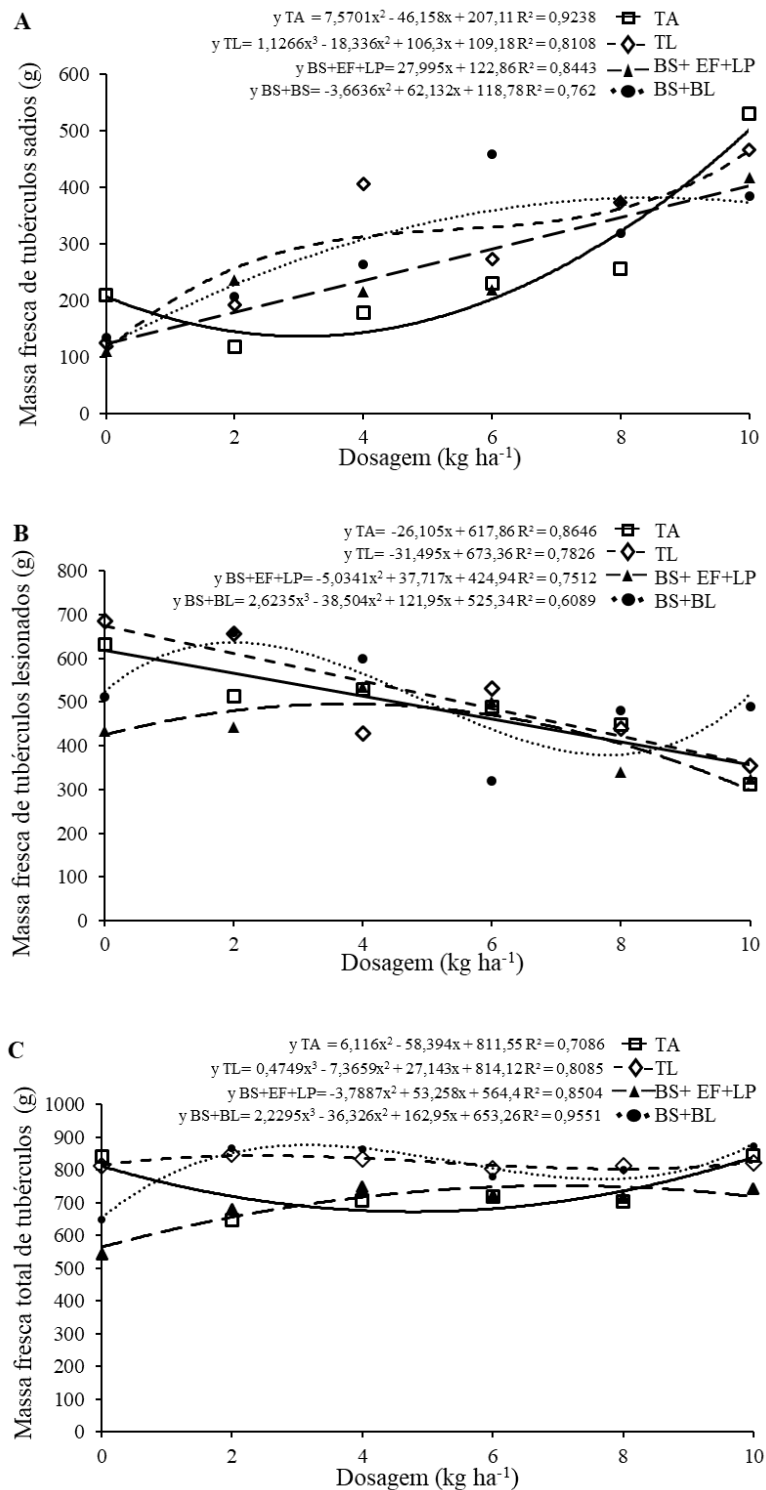 A
y TA = 7,5701x² - 46,158x + 207,11 R² = 0,9238 TA
y TL= 1,1266x³ - 18,336x² + 106,3x + 109,18 R² = 0,8108 TL
y BS+EF+LP= 27,995x + 122,86 R² = 0,8443 BS+ EF+LP
y BS+BS= -3,6636x² + 62,132x + 118,78 R² = 0,762 BS+BL
Massa fresca de tubérculos sadios (g)
600
500
400
300
200
100
0
0 2 4 6 8 10
Dosagem (kg ha⁻¹)
B
y TA= -26,105x + 617,86 R² = 0,8646 TA
y TL= -31,495x + 673,36 R² = 0,7826 TL
y BS+EF+LP= -5,0341x² + 37,717x + 424,94 R² = 0,7512 BS+ EF+LP
y BS+BL= 2,6235x³ - 38,504x² + 121,95x + 525,34 R² = 0,6089 BS+BL
Massa fresca de tubérculos lesionados (g)
800
700
600
500
400
300
200
100
0
0 2 4 6 8 10
Dosagem (kg ha⁻¹)
C
y TA = 6,116x² - 58,394x + 811,55 R² = 0,7086 TA
y TL= 0,4749x³ - 7,3659x² + 27,143x + 814,12 R² = 0,8085 TL
y BS+EF+LP= -3,7887x² + 53,258x + 564,4 R² = 0,8504 BS+ EF+LP
y BS+BL= 2,2295x³ - 36,326x² + 162,95x + 653,26 R² = 0,9551 BS+BL
Massa fresca total de tubérculos (g)
1000
900
800
700
600
500
400
300
200
100
0
0 2 4 6 8 10
Dosagem (kg ha⁻¹)